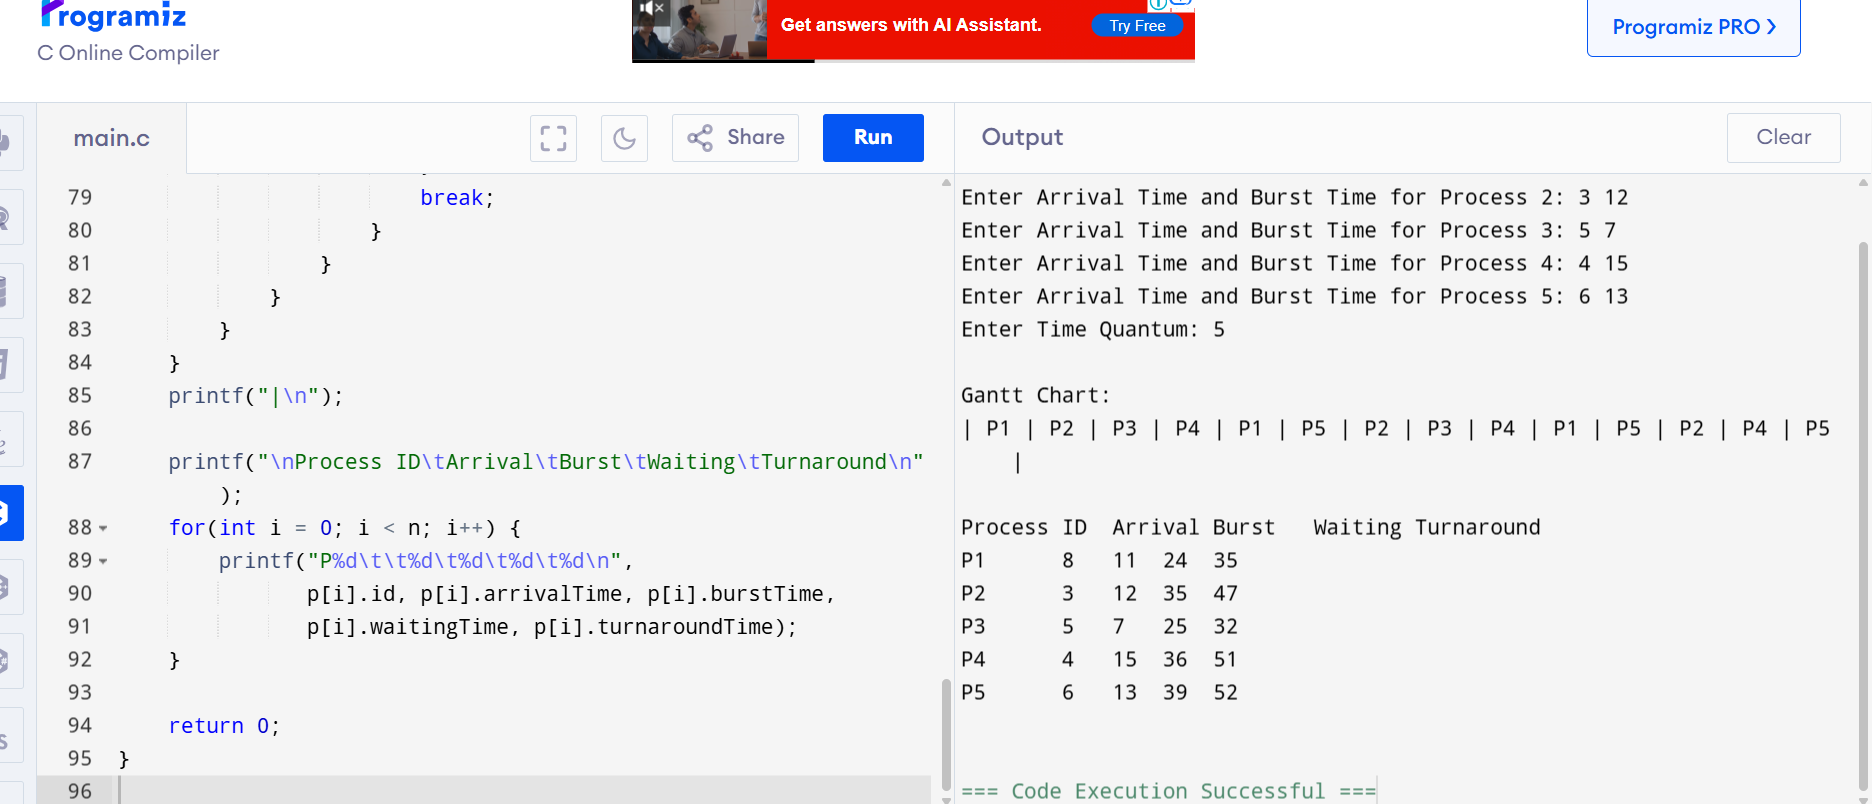 Programiz
C Online Compiler
Get answers with AI Assistant.
Try Free
Programiz PRO
main.c
Share
Run
79 break;
80 }
81 }
82 }
83 }
84 }
85 printf("|\n");
86
87 printf("\nProcess ID\tArrival\tBurst\tWaiting\tTurnaround\n"
);
88 for(int i = 0; i < n; i++) {
89 printf("P%d\t\t%d\t%d\t%d\t%d\n",
90 p[i].id, p[i].arrivalTime, p[i].burstTime,
91 p[i].waitingTime, p[i].turnaroundTime);
92 }
93
94 return 0;
95 }
96
Output
Clear
Enter Arrival Time and Burst Time for Process 2: 3 12
Enter Arrival Time and Burst Time for Process 3: 5 7
Enter Arrival Time and Burst Time for Process 4: 4 15
Enter Arrival Time and Burst Time for Process 5: 6 13
Enter Time Quantum: 5
Gantt Chart:
| P1 | P2 | P3 | P4 | P1 | P5 | P2 | P3 | P4 | P1 | P5 | P2 | P4 | P5
|
Process ID Arrival Burst Waiting Turnaround
P1 8 11 24 35
P2 3 12 35 47
P3 5 7 25 32
P4 4 15 36 51
P5 6 13 39 52
=== Code Execution Successful ===